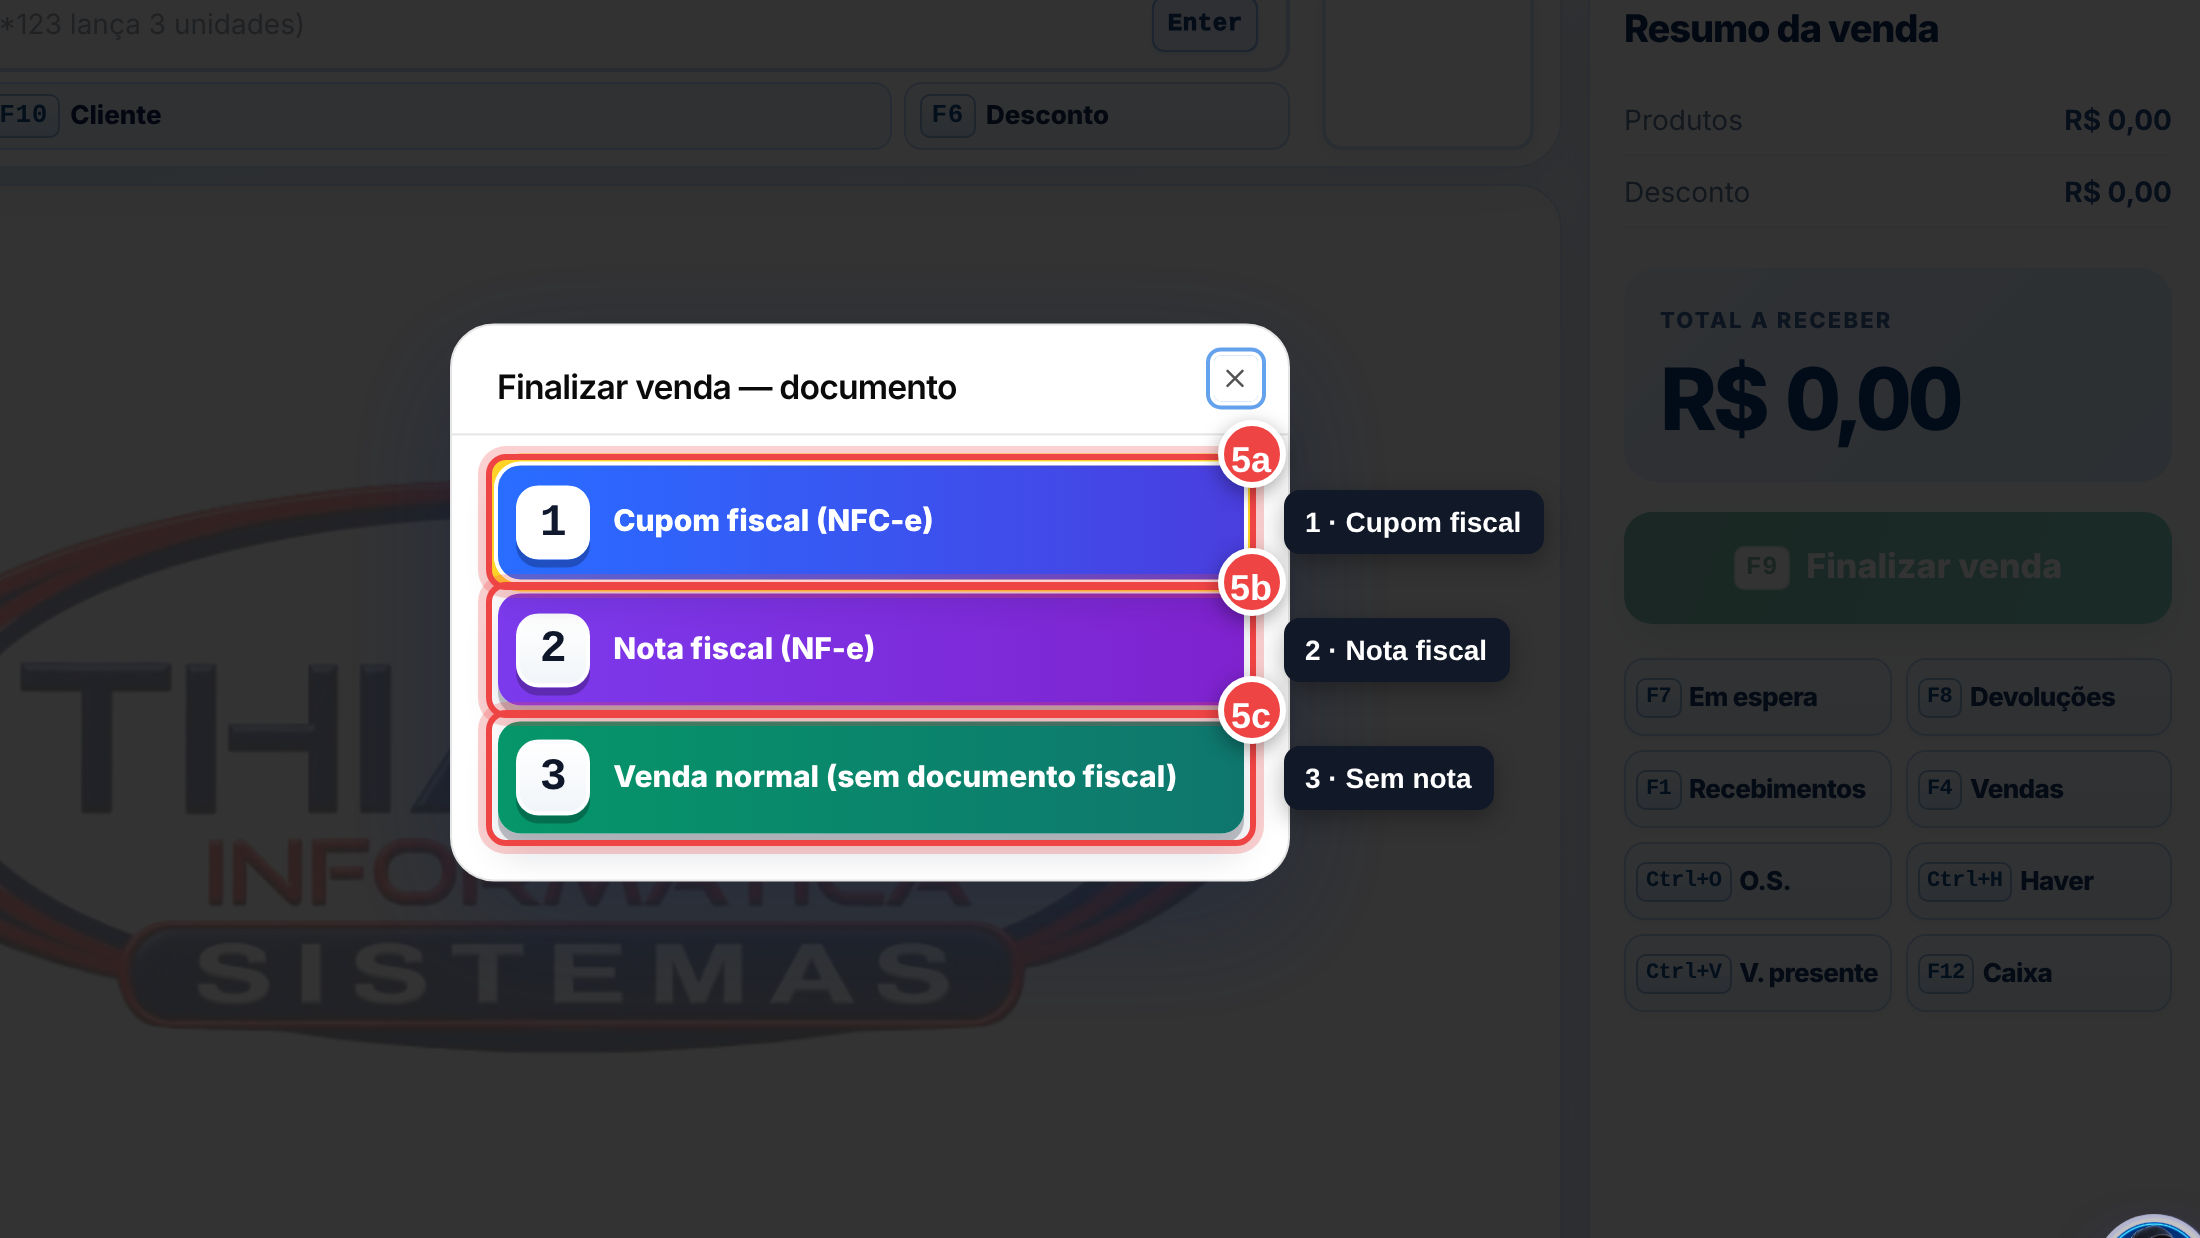 *123 lança 3 unidades)
Enter
F10 Cliente
F6 Desconto
Resumo da venda
Produtos R$ 0,00
Desconto R$ 0,00
TOTAL A RECEBER
R$ 0,00
F9 Finalizar venda
F7 Em espera
F8 Devoluções
F1 Recebimentos
F4 Vendas
Ctrl+O O.S.
Ctrl+H Haver
Ctrl+V V. presente
F12 Caixa
Finalizar venda — documento
5a
1 Cupom fiscal (NFC-e)
1 · Cupom fiscal
5b
2 Nota fiscal (NF-e)
2 · Nota fiscal
5c
3 Venda normal (sem documento fiscal)
3 · Sem nota
INFORMATICA
SISTEMAS